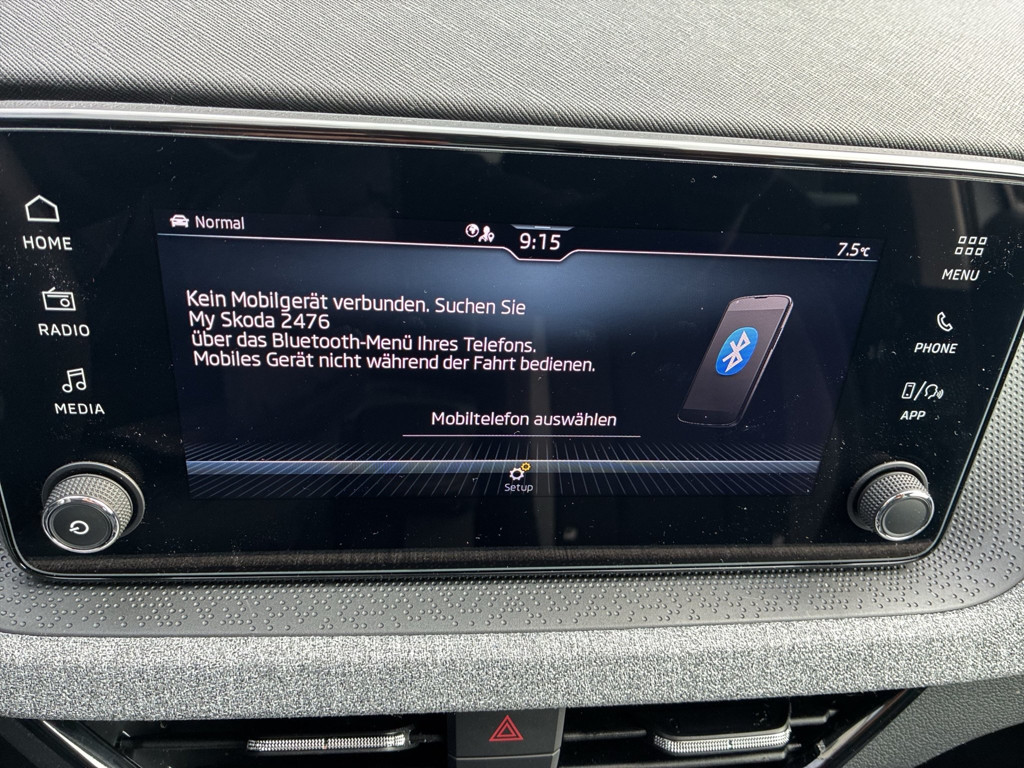 Normal
9:15
7.5°C
HOME
RADIO
MEDIA
Kein Mobilgerät verbunden. Suchen Sie
My Skoda 2476
über das Bluetooth-Menü Ihres Telefons.
Mobiles Gerät nicht während der Fahrt bedienen.
Mobiltelefon auswählen
Setup
MENU
PHONE
APP